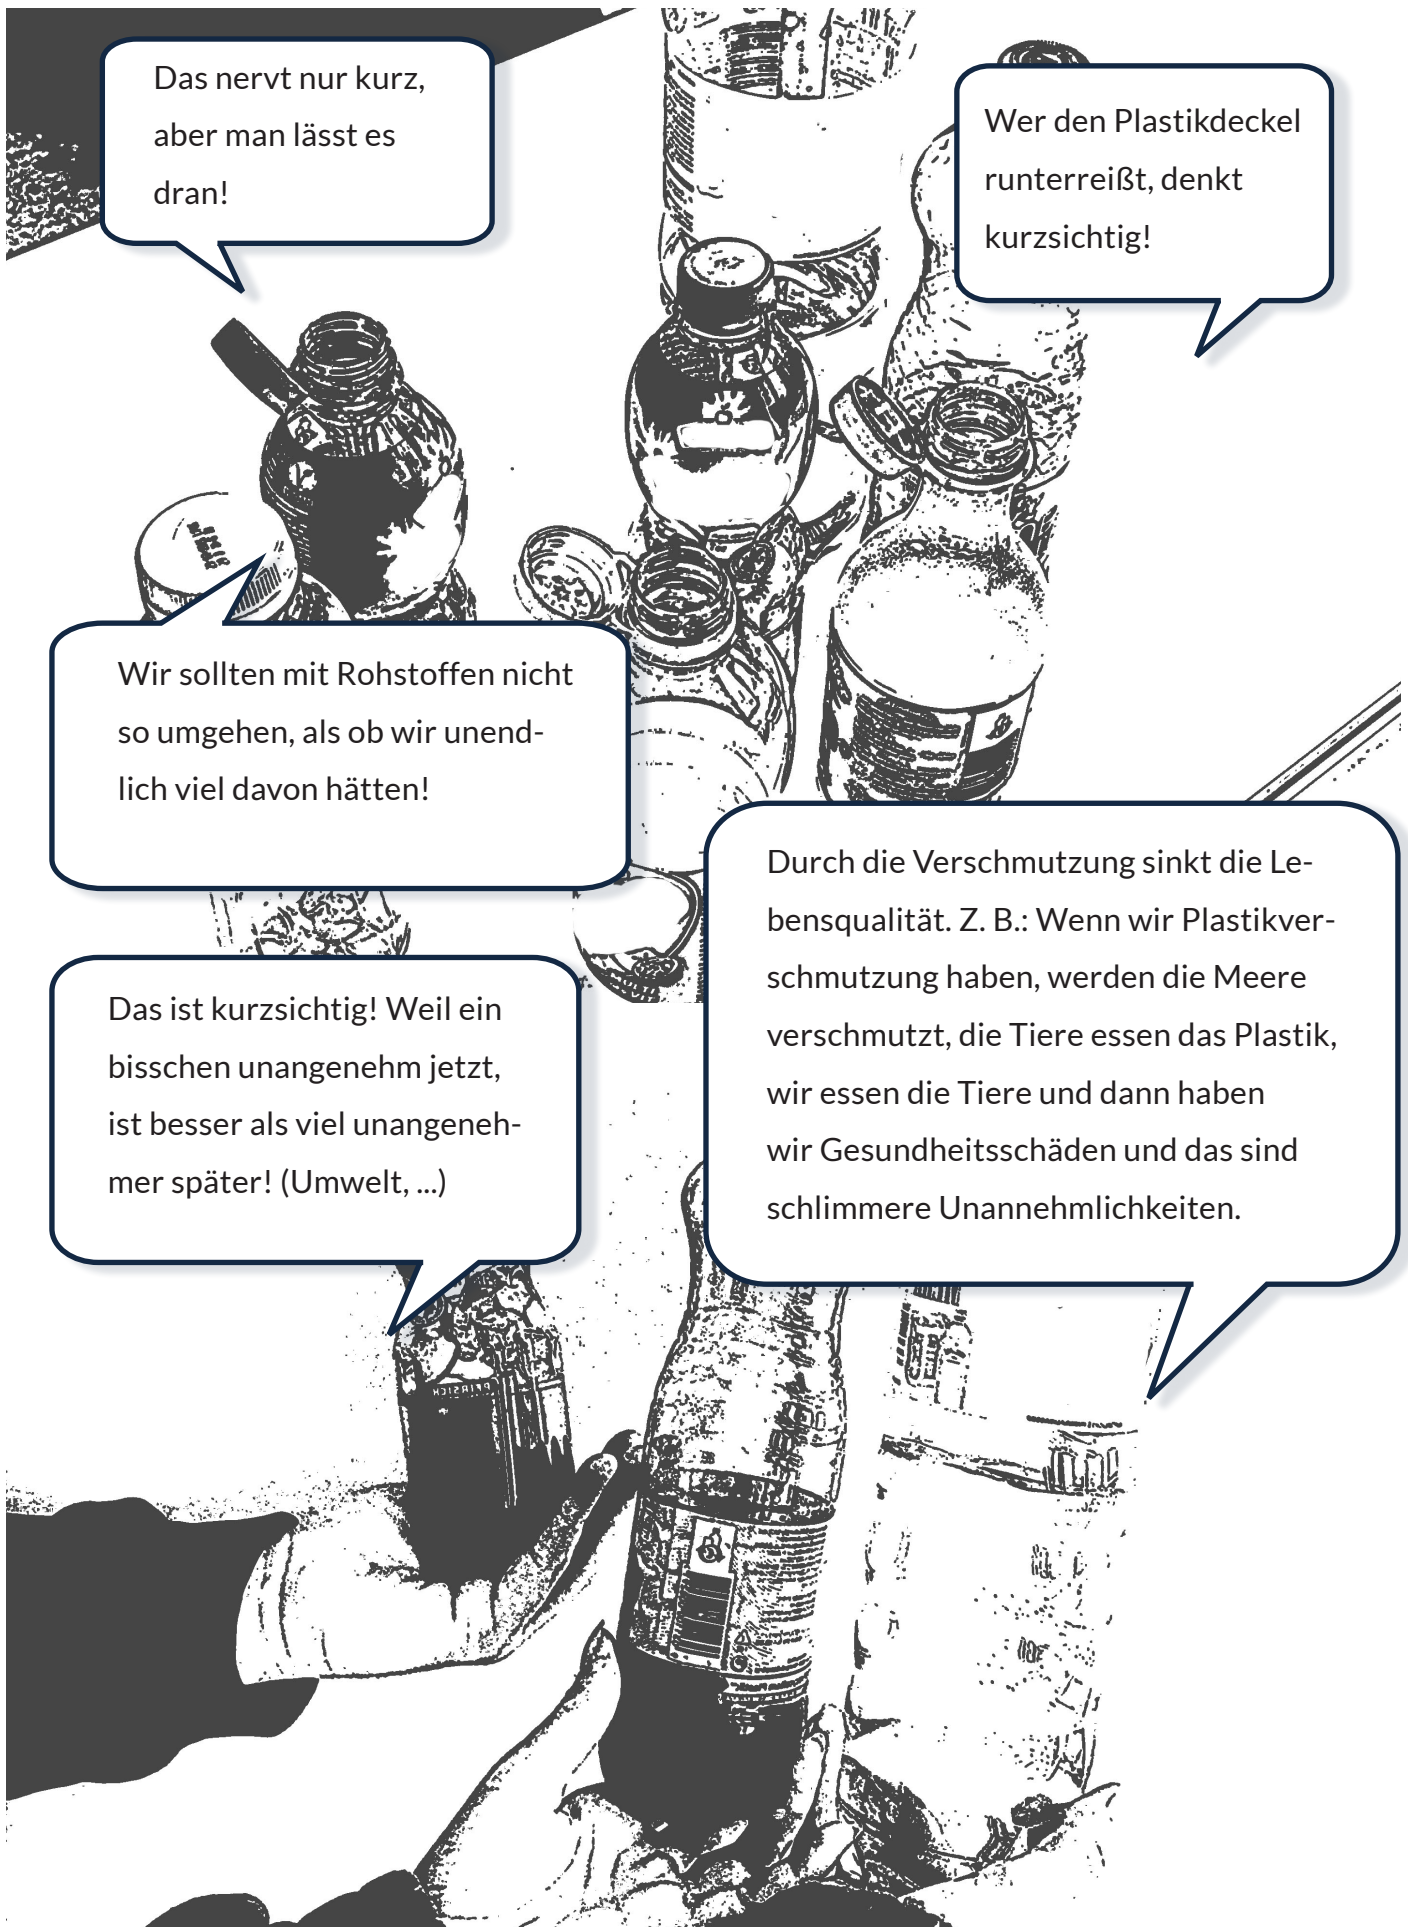 Das nervt nur kurz,
aber man lässt es
dran!
Wer den Plastikdeckel
runterreißt, denkt
kurzsichtig!
Wir sollten mit Rohstoffen nicht
so umgehen, als ob wir unend-
lich viel davon hätten!
Durch die Verschmutzung sinkt die Le-
bensqualität. Z. B.: Wenn wir Plastikver-
schmutzung haben, werden die Meere
verschmutzt, die Tiere essen das Plastik,
wir essen die Tiere und dann haben
wir Gesundheitsschäden und das sind
schlimmere Unannehmlichkeiten.
Das ist kurzsichtig! Weil ein
bisschen unangenehm jetzt,
ist besser als viel unangeneh-
mer später! (Umwelt, ...)
PFIRSICH